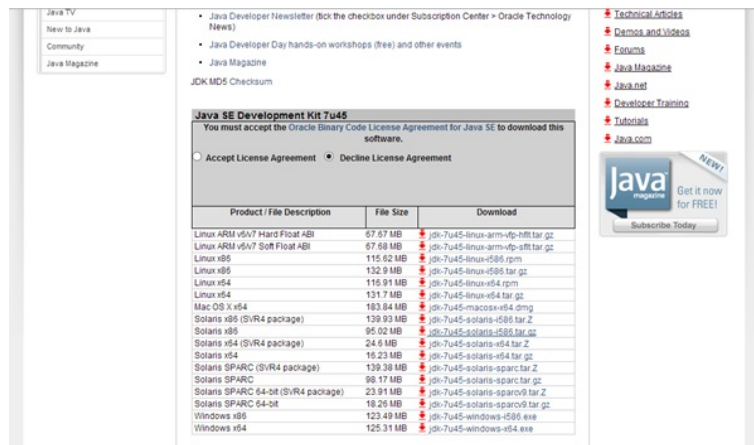 Java TV
New to Java
Community
Java Magazine
Java Developer Newsletter (tick the checkbox under Subscription Center > Oracle Technology
News)
Java Developer Day hands-on workshops (free) and other events
Java Magazine
JDK MD5 Checksum
Java SE Development Kit 7u45
You must accept the Oracle Binary Code License Agreement for Java SE to download this
software.
Accept License Agreement Decline License Agreement
Product / File Description File Size Download
Linux ARM v6/v7 Hard Float ABI 67.67 MB jdk-7u45-linux-arm-vfp-hflt.tar.gz
Linux ARM v6/v7 Soft Float ABI 67.68 MB jdk-7u45-linux-arm-vfp-sflt.tar.gz
Linux x86 115.62 MB jdk-7u45-linux-i586.rpm
Linux x86 132.9 MB jdk-7u45-linux-i586.tar.gz
Linux x64 116.91 MB jdk-7u45-linux-x64.rpm
Linux x64 131.7 MB jdk-7u45-linux-x64.tar.gz
Mac OS X x64 183.84 MB jdk-7u45-macosx-x64.dmg
Solaris x86 (SVR4 package) 139.93 MB jdk-7u45-solaris-i586.tar.Z
Solaris x86 95.02 MB jdk-7u45-solaris-i586.tar.gz
Solaris x64 (SVR4 package) 24.6 MB jdk-7u45-solaris-x64.tar.Z
Solaris x64 16.23 MB jdk-7u45-solaris-x64.tar.gz
Solaris SPARC (SVR4 package) 139.38 MB jdk-7u45-solaris-sparc.tar.Z
Solaris SPARC 98.17 MB jdk-7u45-solaris-sparc.tar.gz
Solaris SPARC 64-bit (SVR4 package) 23.91 MB jdk-7u45-solaris-sparcv9.tar.Z
Solaris SPARC 64-bit 18.26 MB jdk-7u45-solaris-sparcv9.tar.gz
Windows x86 123.49 MB jdk-7u45-windows-i586.exe
Windows x64 125.31 MB jdk-7u45-windows-x64.exe
Technical Articles
Demos and Videos
Forums
Java Magazine
Java.net
Developer Training
Tutorials
Java.com
NEW!
Java
magazine
Get it now
for FREE!
Subscribe Today